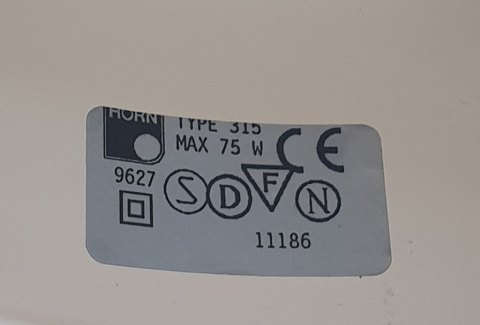 HORN
TYPE 315
MAX 75 W
CE
9627
S D F N
11186